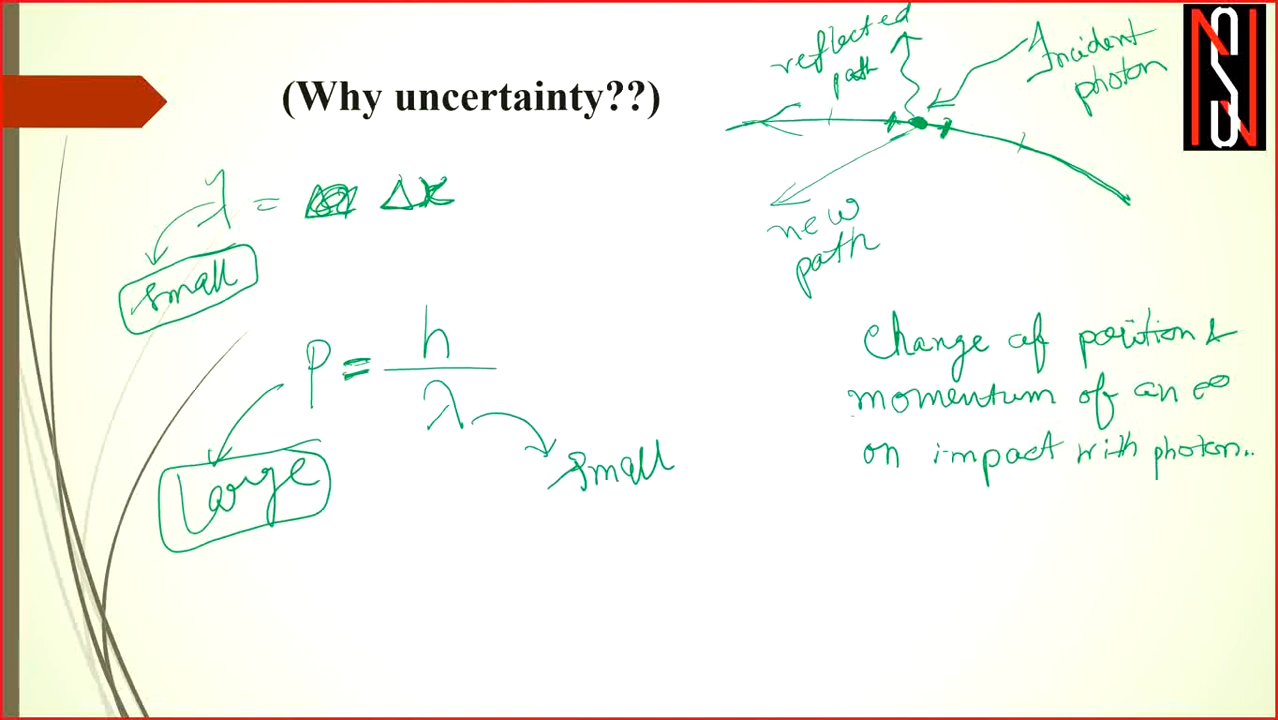 (Why uncertainty??)
λ = Δx
small
P = h / λ
Large
small
reflected
path
Incident
photon
new
path
Change of position &
momentum of an e⊖
on impact with photon..